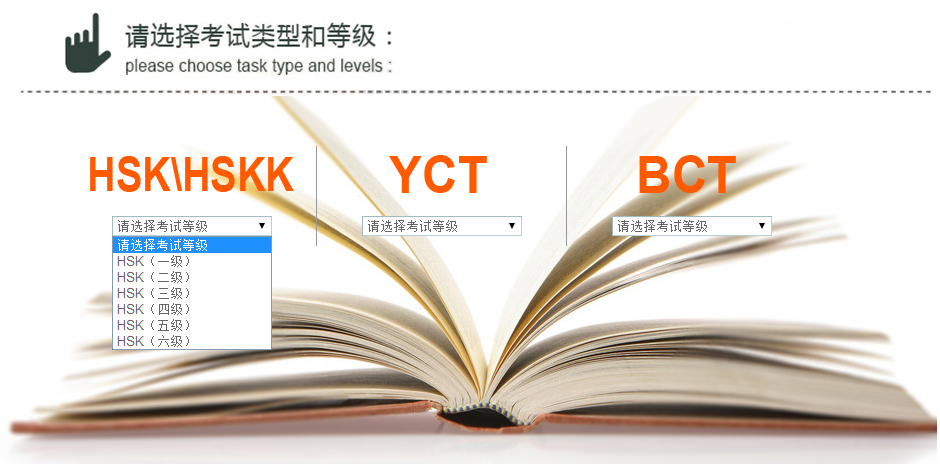 请选择考试类型和等级：
please choose task type and levels :
HSK\HSKK
YCT
BCT
请选择考试等级
请选择考试等级
请选择考试等级
请选择考试等级
HSK（一级）
HSK（二级）
HSK（三级）
HSK（四级）
HSK（五级）
HSK（六级）